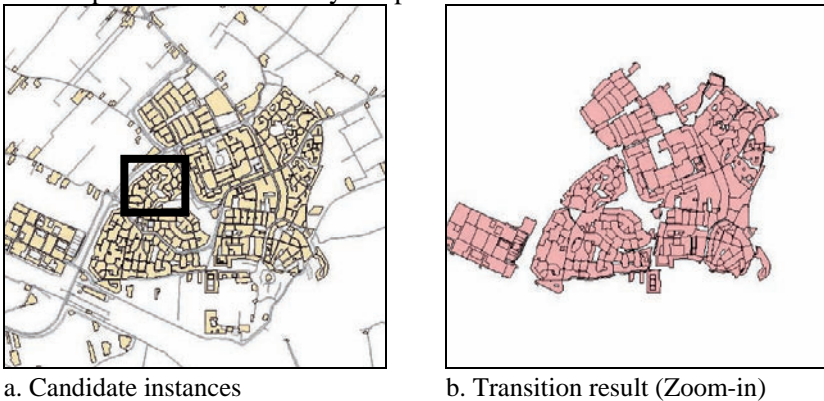 a. Candidate instances
b. Transition result (Zoom-in)